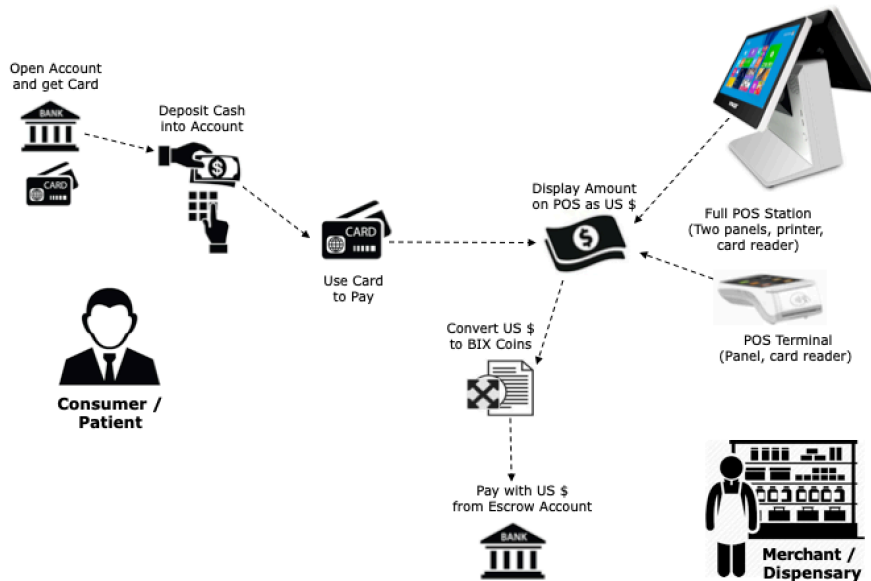 Open Account
and get Card
BANK
CARD
Deposit Cash
into Account
$
CARD
Use Card
to Pay
Display Amount
on POS as US $
$
Full POS Station
(Two panels, printer,
card reader)
POS Terminal
(Panel, card reader)
Convert US $
to BIX Coins
Pay with US $
from Escrow Account
BANK
Consumer /
Patient
Merchant /
Dispensary